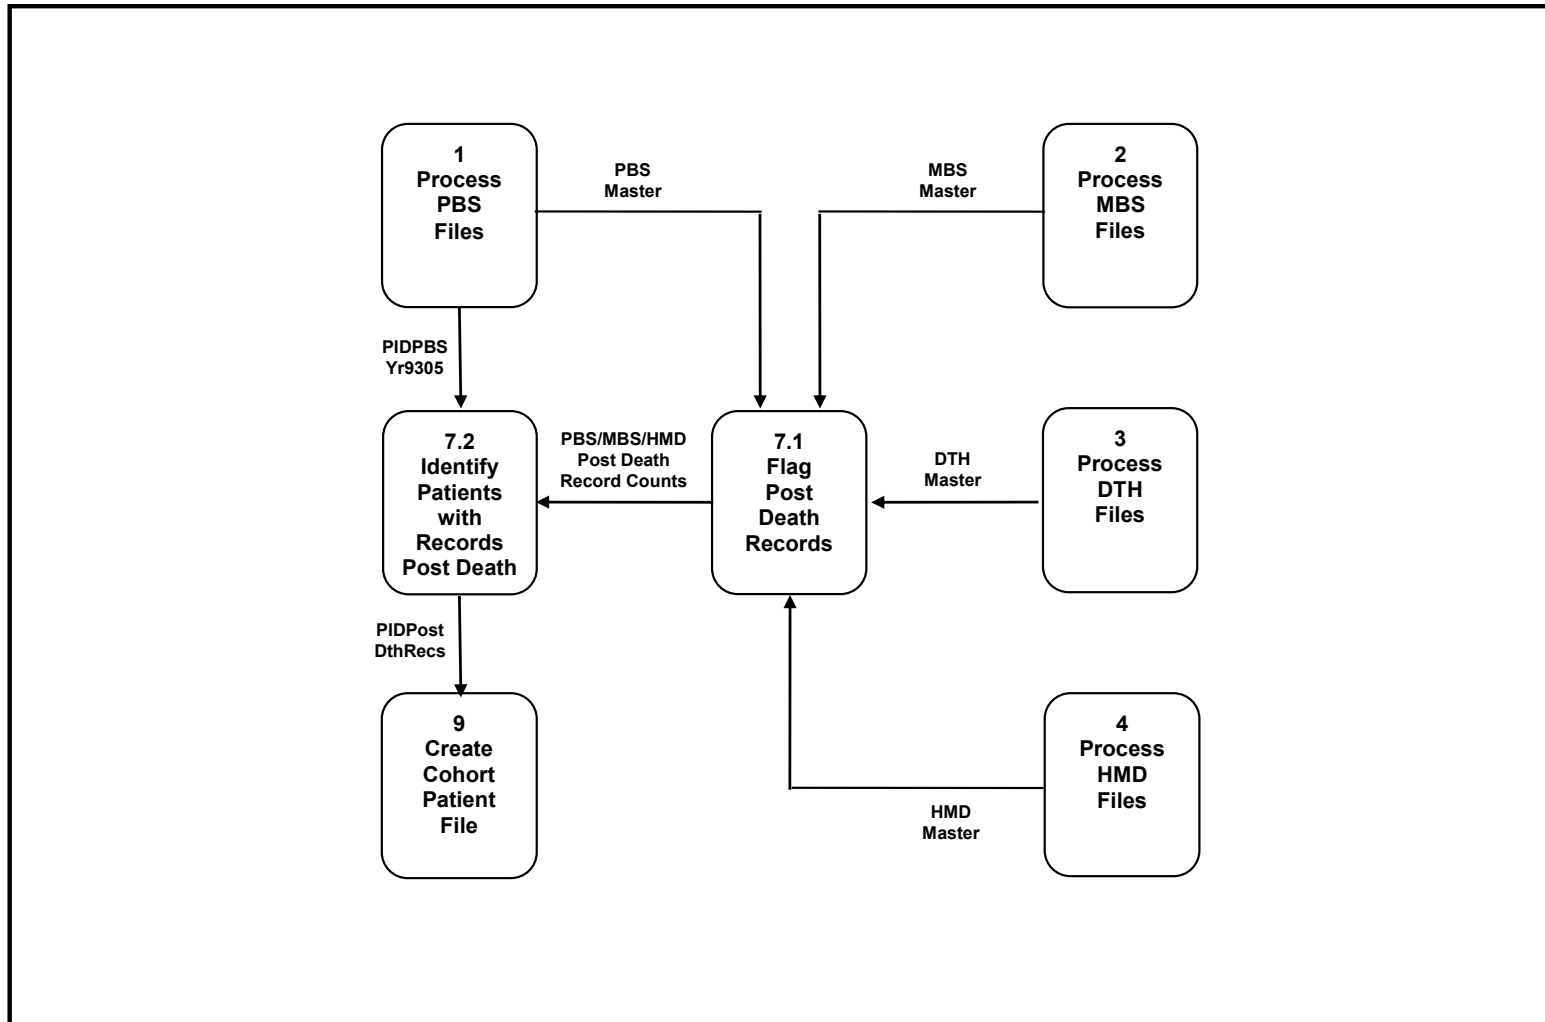 1
Process
PBS
Files
PBS
Master
MBS
Master
2
Process
MBS
Files
PIDPBS
Yr9305
7.2
Identify
Patients
with
Records
Post Death
PBS/MBS/HMD
Post Death
Record Counts
7.1
Flag
Post
Death
Records
DTH
Master
3
Process
DTH
Files
PIDPost
DthRecs
9
Create
Cohort
Patient
File
HMD
Master
4
Process
HMD
Files